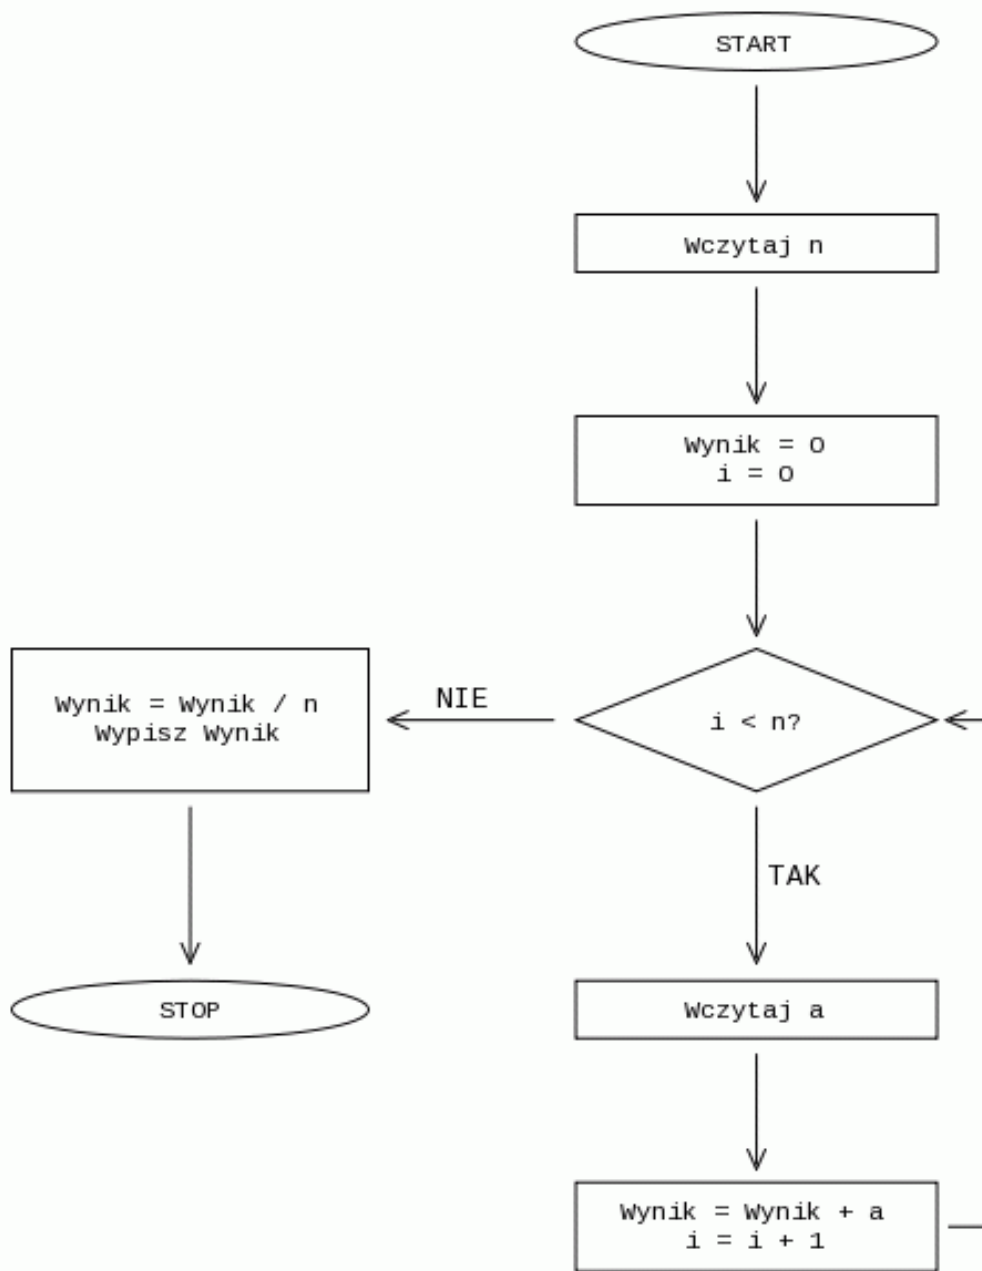 START
Wczytaj n
Wynik = 0
i = 0
i < n?
NIE
Wynik = Wynik / n
Wypisz Wynik
STOP
TAK
Wczytaj a
Wynik = Wynik + a
i = i + 1